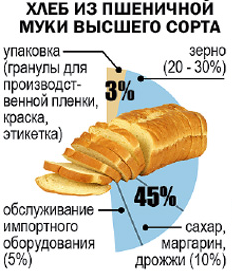 ХЛЕБ ИЗ ПШЕНИЧНОЙ
МУКИ ВЫСШЕГО СОРТА
упаковка
(гранулы для
производст-
венной пленки,
краска,
этикетка)
3%
зерно
(20 - 30%)
45%
обслуживание
импортного
оборудования
(5%)
сахар,
маргарин,
дрожжи (10%)